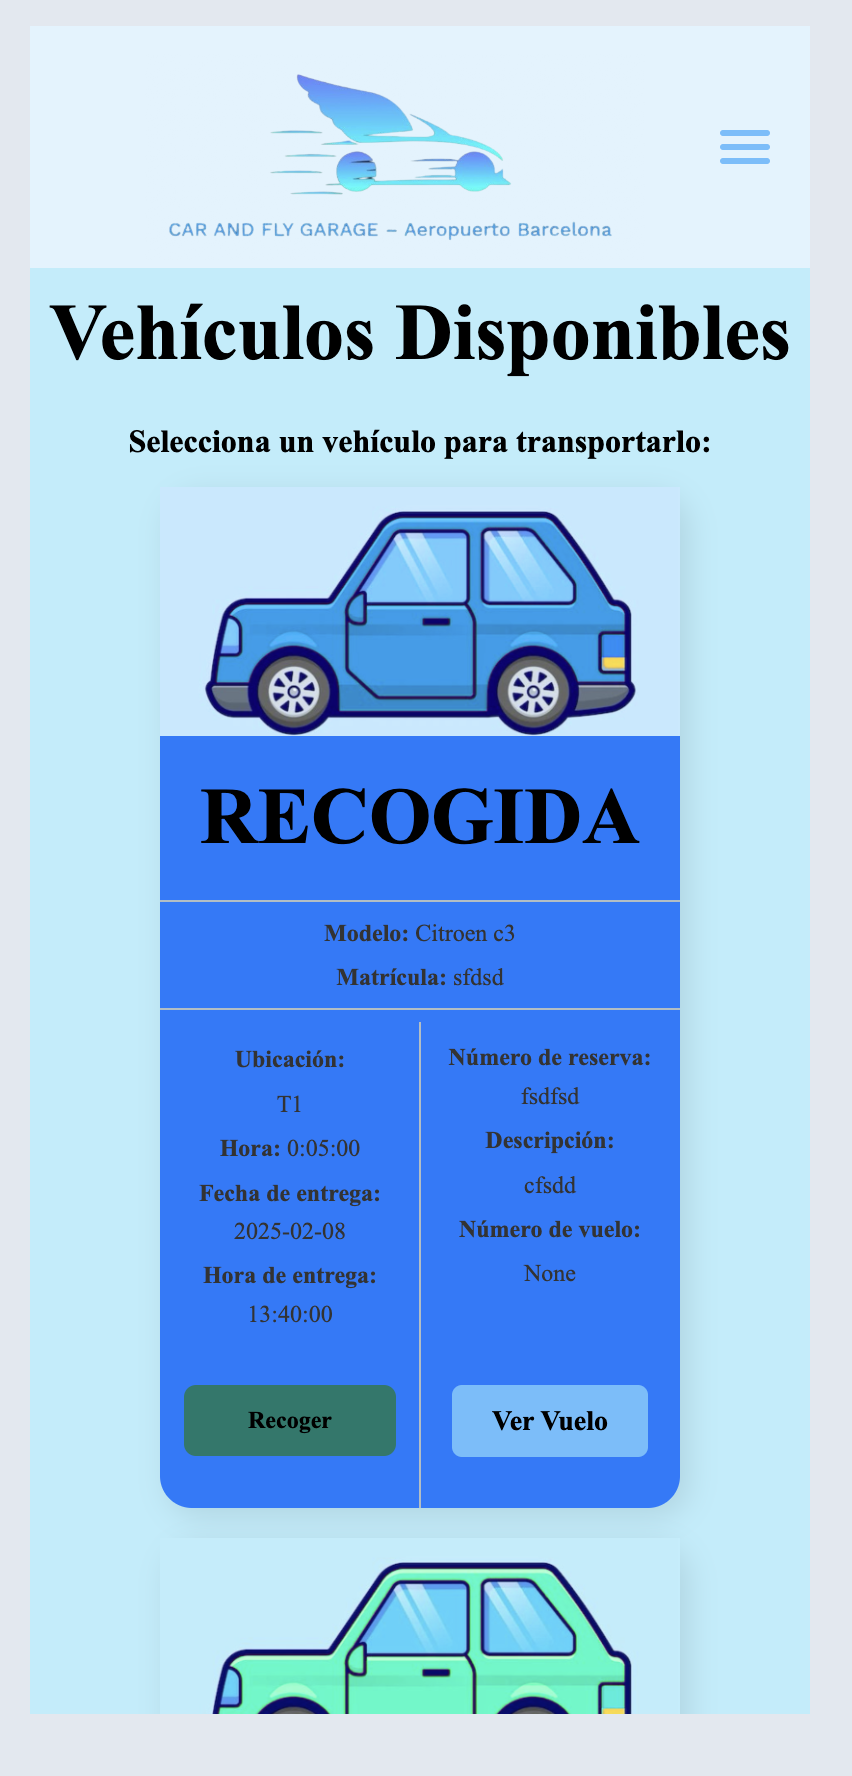 CAR AND FLY GARAGE – Aeropuerto Barcelona
Vehículos Disponibles
Selecciona un vehículo para transportarlo:
RECOGIDA
Modelo: Citroen c3
Matrícula: sfdsd
Ubicación:
T1
Hora: 0:05:00
Fecha de entrega:
2025-02-08
Hora de entrega:
13:40:00
Recoger
Número de reserva:
fsdfsd
Descripción:
cfsdd
Número de vuelo:
None
Ver Vuelo